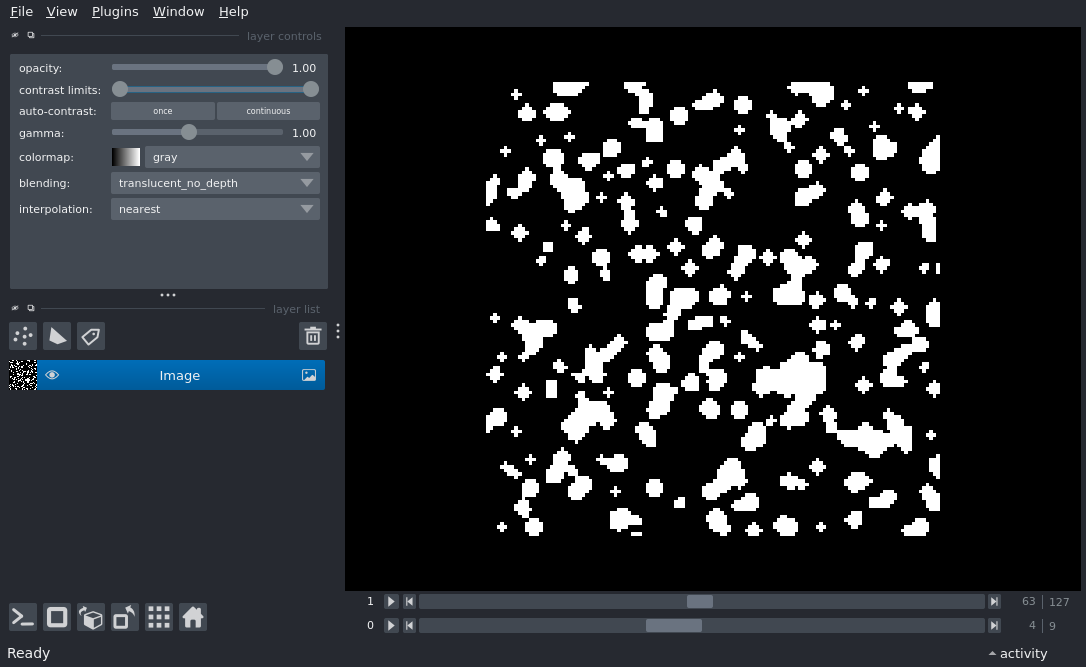 File View Plugins Window Help
layer controls
opacity: 1.00
contrast limits:
auto-contrast: once continuous
gamma: 1.00
colormap: gray
blending: translucent_no_depth
interpolation: nearest
layer list
Image
1 63 127
0 4 9
Ready activity